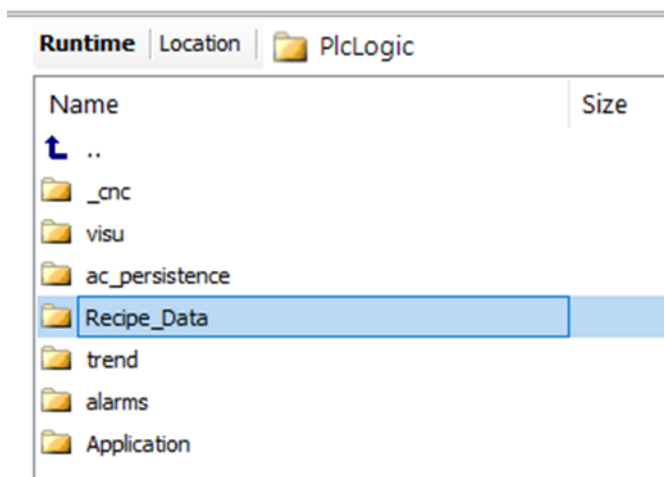 Runtime Location PlcLogic
Name Size
..
_cnc
visu
ac_persistence
Recipe_Data
trend
alarms
Application